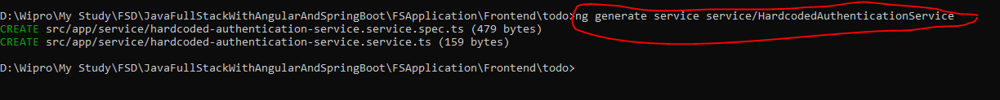 D:\Wipro\My Study\FSD\JavaFullStackWithAngularAndSpringBoot\FSApplication\Frontend\todo>ng generate service service/HardcodedAuthenticationService
CREATE src/app/service/hardcoded-authentication-service.service.spec.ts (479 bytes)
CREATE src/app/service/hardcoded-authentication-service.service.ts (159 bytes)
D:\Wipro\My Study\FSD\JavaFullStackWithAngularAndSpringBoot\FSApplication\Frontend\todo>